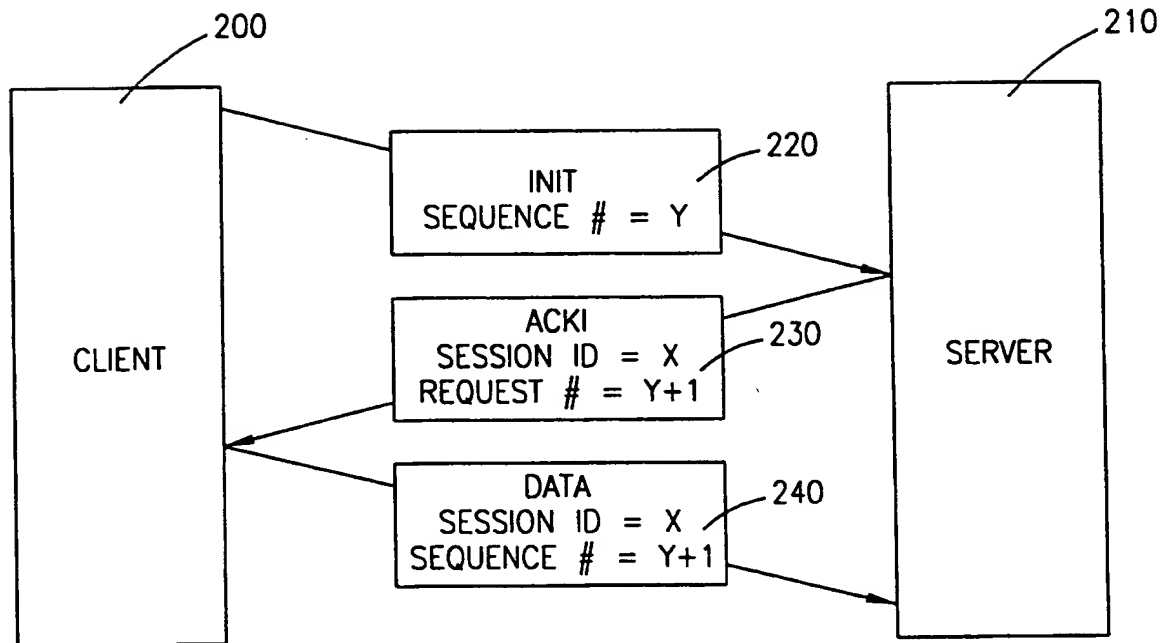 200
210
220
INIT
SEQUENCE # = Y
ACKI
230
SESSION ID = X
REQUEST # = Y+1
CLIENT
SERVER
DATA
240
SESSION ID = X
SEQUENCE # = Y+1